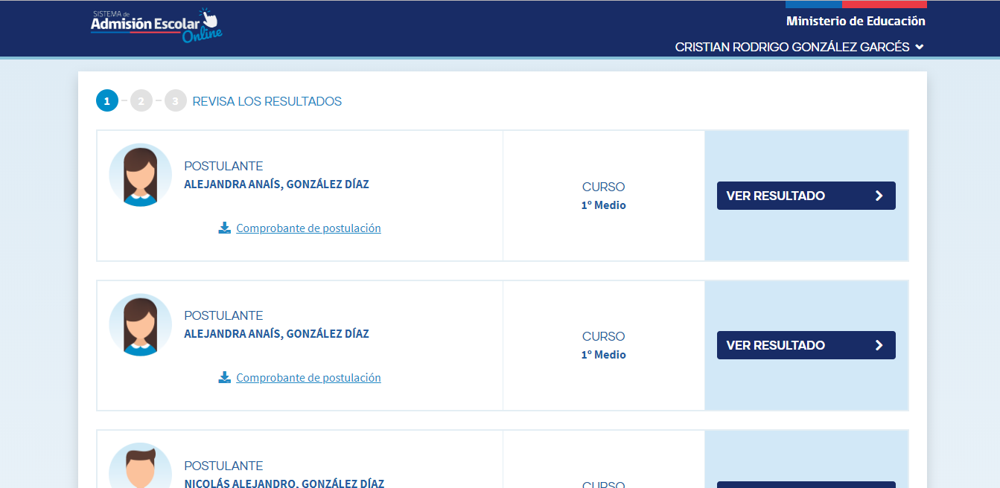 SISTEMA de
Admisión Escolar
Online
Ministerio de Educación
CRISTIAN RODRIGO GONZÁLEZ GARCÉS
1 - 2 - 3 REVISA LOS RESULTADOS
POSTULANTE
ALEJANDRA ANAÍS, GONZÁLEZ DÍAZ
Comprobante de postulación
CURSO
1° Medio
VER RESULTADO
POSTULANTE
ALEJANDRA ANAÍS, GONZÁLEZ DÍAZ
Comprobante de postulación
CURSO
1° Medio
VER RESULTADO
POSTULANTE
NICOLÁS ALEJANDRO, GONZÁLEZ DÍAZ
CURSO